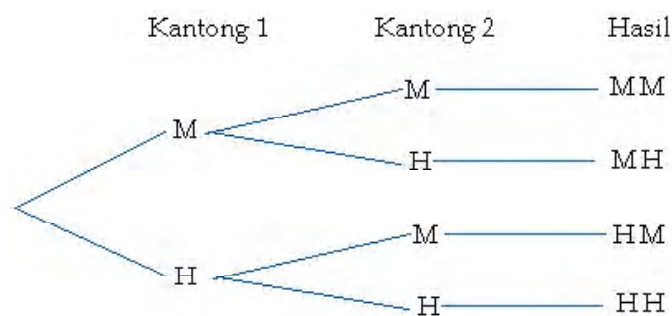 Kantong 1 Kantong 2 Hasil
M MM
M
H MH
M HM
H
H HH